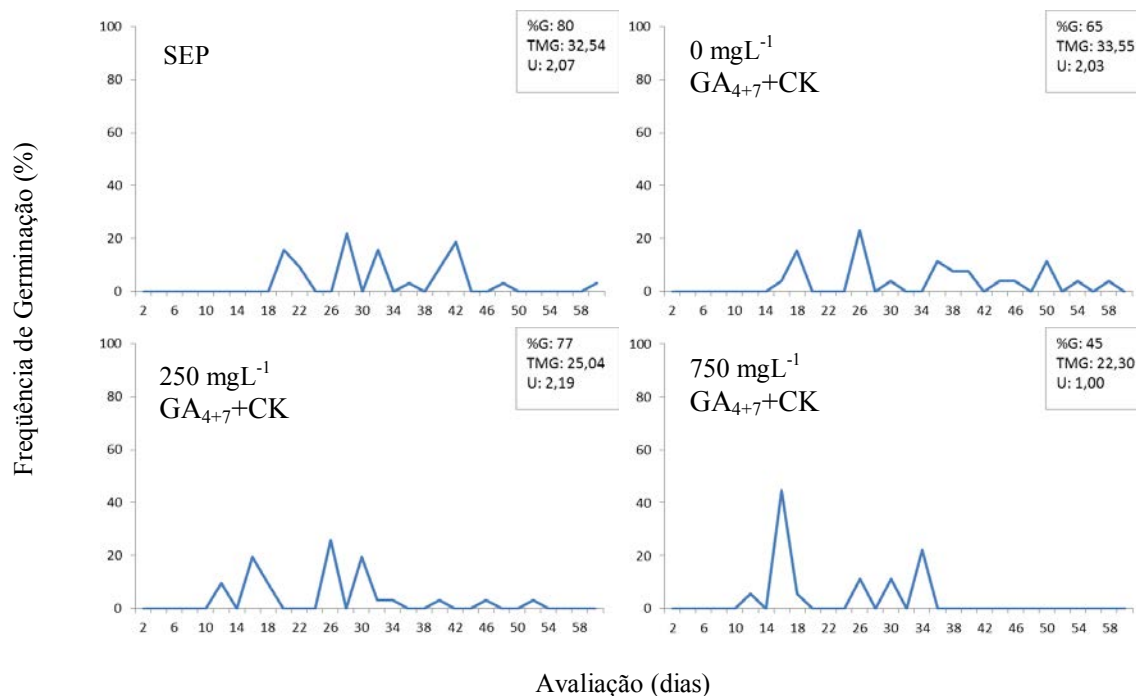 Freqüência de Germinação (%)
100
80
60
40
20
0
SEP
%G: 80
TMG: 32,54
U: 2,07
2 6 10 14 18 22 26 30 34 38 42 46 50 54 58
100
80
60
40
20
0
0 mgL⁻¹
GA₄₊₇+CK
%G: 65
TMG: 33,55
U: 2,03
2 6 10 14 18 22 26 30 34 38 42 46 50 54 58
100
80
60
40
20
0
250 mgL⁻¹
GA₄₊₇+CK
%G: 77
TMG: 25,04
U: 2,19
2 6 10 14 18 22 26 30 34 38 42 46 50 54 58
100
80
60
40
20
0
750 mgL⁻¹
GA₄₊₇+CK
%G: 45
TMG: 22,30
U: 1,00
2 6 10 14 18 22 26 30 34 38 42 46 50 54 58
Avaliação (dias)